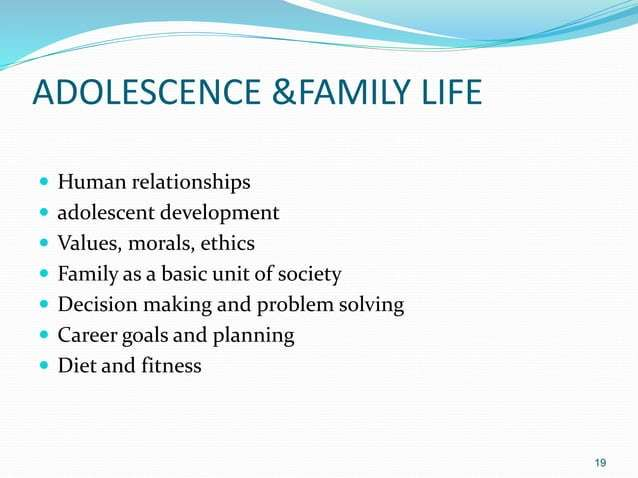 ADOLESCENCE &FAMILY LIFE
Human relationships
adolescent development
Values, morals, ethics
Family as a basic unit of society
Decision making and problem solving
Career goals and planning
Diet and fitness
19